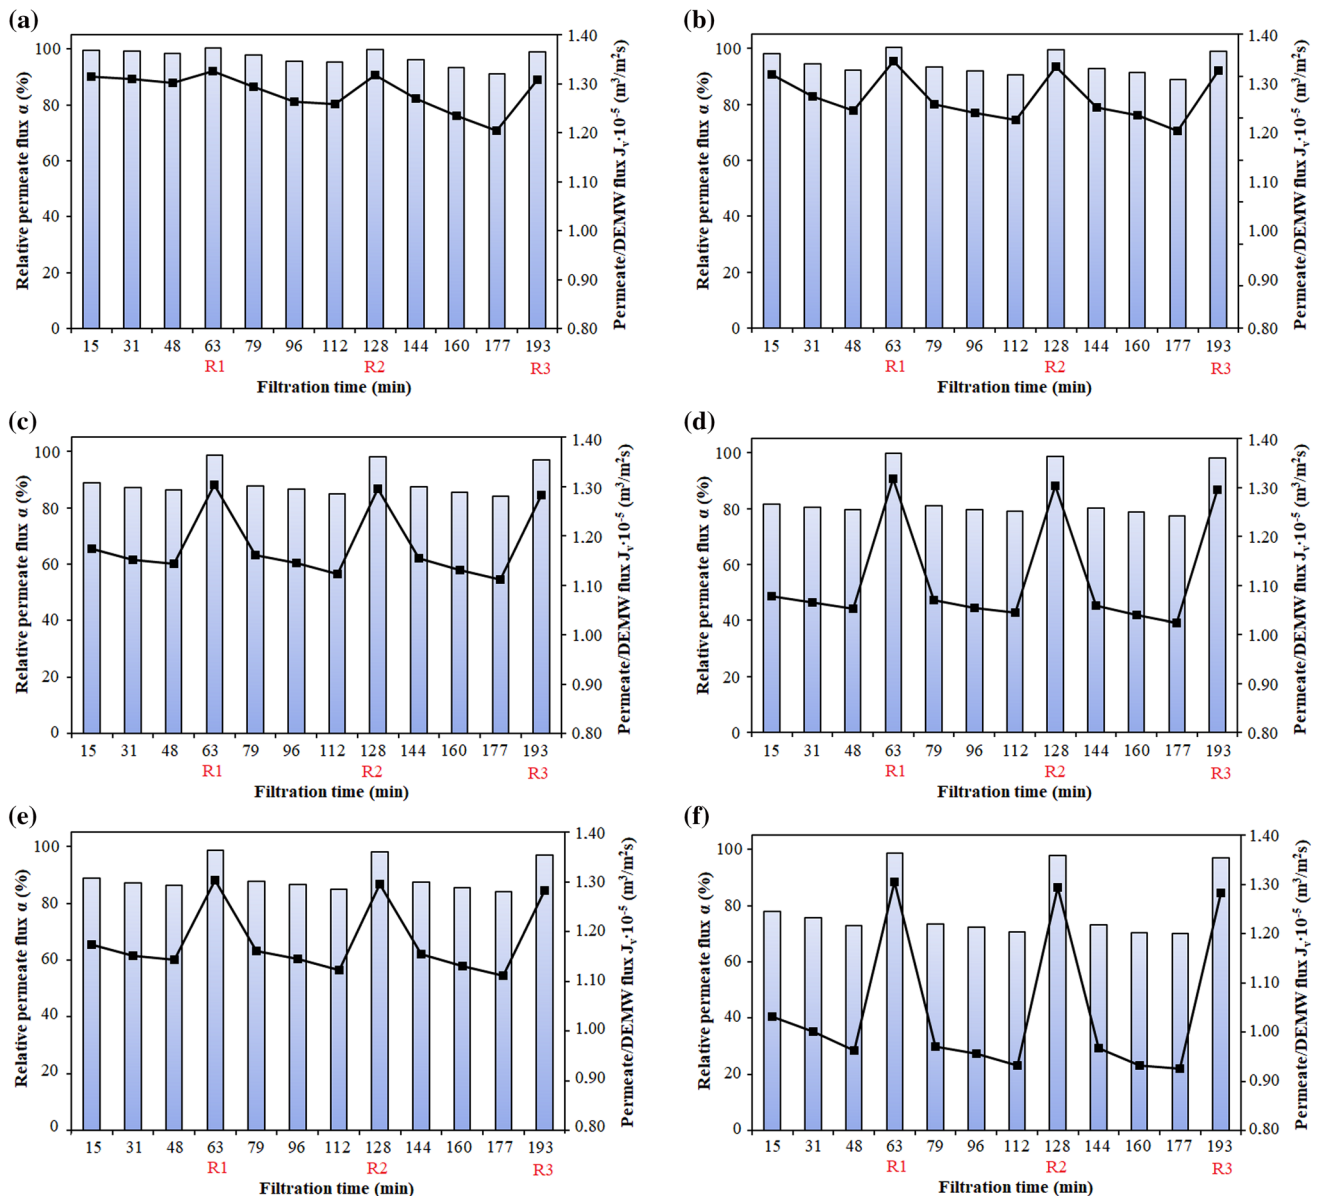 (a)
Relative permeate flux α (%)
100
80
60
40
20
0
1.40
1.30
1.20
1.10
1.00
0.90
0.80
Permeate/DEMW flux Jv·10-5 (m3/m2s)
15 31 48 63 79 96 112 128 144 160 177 193
R1 R2 R3
Filtration time (min)
(b)
Relative permeate flux α (%)
100
80
60
40
20
0
1.40
1.30
1.20
1.10
1.00
0.90
0.80
Permeate/DEMW flux Jv·10-5 (m3/m2s)
15 31 48 63 79 96 112 128 144 160 177 193
R1 R2 R3
Filtration time (min)
(c)
Relative permeate flux α (%)
100
80
60
40
20
0
1.40
1.30
1.20
1.10
1.00
0.90
0.80
Permeate/DEMW flux Jv·10-5 (m3/m2s)
15 31 48 63 79 96 112 128 144 160 177 193
R1 R2 R3
Filtration time (min)
(d)
Relative permeate flux α (%)
100
80
60
40
20
0
1.40
1.30
1.20
1.10
1.00
0.90
0.80
Permeate/DEMW flux Jv·10-5 (m3/m2s)
15 31 48 63 79 96 112 128 144 160 177 193
R1 R2 R3
Filtration time (min)
(e)
Relative permeate flux α (%)
100
80
60
40
20
0
1.40
1.30
1.20
1.10
1.00
0.90
0.80
Permeate/DEMW flux Jv·10-5 (m3/m2s)
15 31 48 63 79 96 112 128 144 160 177 193
R1 R2 R3
Filtration time (min)
(f)
Relative permeate flux α (%)
100
80
60
40
20
0
1.40
1.30
1.20
1.10
1.00
0.90
0.80
Permeate/DEMW flux Jv·10-5 (m3/m2s)
15 31 48 63 79 96 112 128 144 160 177 193
R1 R2 R3
Filtration time (min)